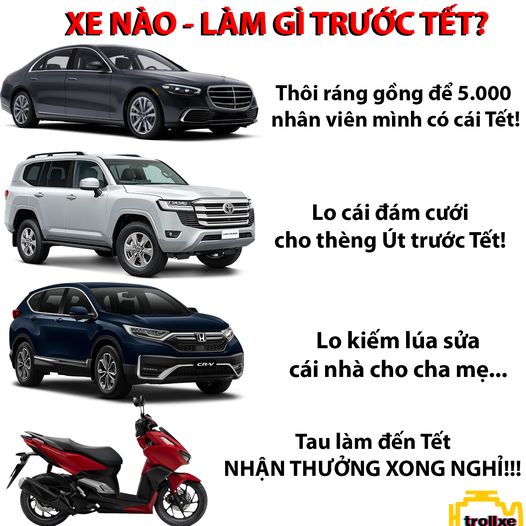 XE NÀO - LÀM GÌ TRƯỚC TẾT?
Thôi ráng gồng để 5.000
nhân viên mình có cái Tết!
Lo cái đám cưới
cho thèng Út trước Tết!
Lo kiếm lúa sửa
cái nhà cho cha mẹ...
CR-V
Tau làm đến Tết
NHẬN THƯỞNG XONG NGHỈ!!!
trollxe